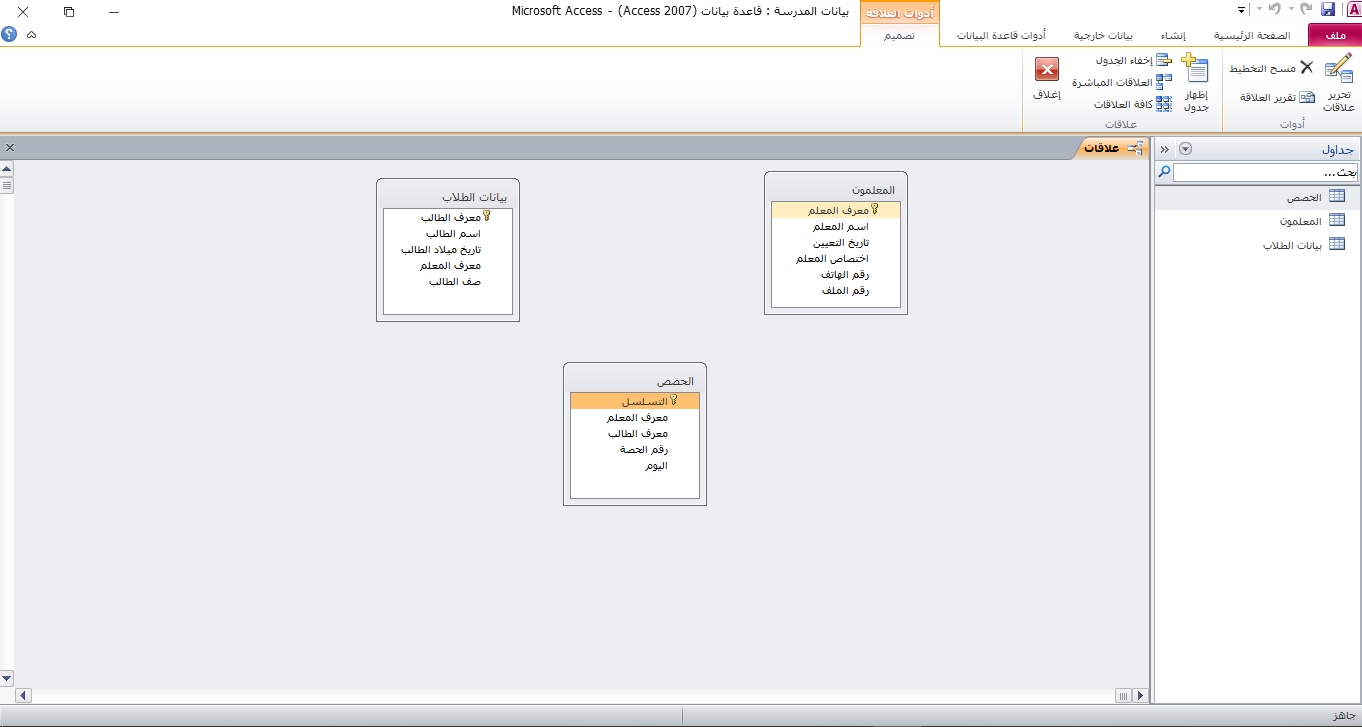 بيانات المدرسة : قاعدة بيانات (Access 2007) - Microsoft Access
أدوات العلاقة
ملف
الصفحة الرئيسية
إنشاء
بيانات خارجية
أدوات قاعدة البيانات
تصميم
تحرير علاقات
مسح التخطيط
تقرير العلاقة
أدوات
إظهار جدول
إخفاء الجدول
العلاقات المباشرة
كافة العلاقات
علاقات
إغلاق
جداول
بحث...
الحصص
المعلمون
بيانات الطلاب
علاقات
المعلمون
معرف المعلم
اسم المعلم
تاريخ التعيين
اختصاص المعلم
رقم الهاتف
رقم الملف
بيانات الطلاب
معرف الطالب
اسم الطالب
تاريخ ميلاد الطالب
معرف المعلم
صف الطالب
الحصص
التسلسل
معرف المعلم
معرف الطالب
رقم الحصة
اليوم
جاهز